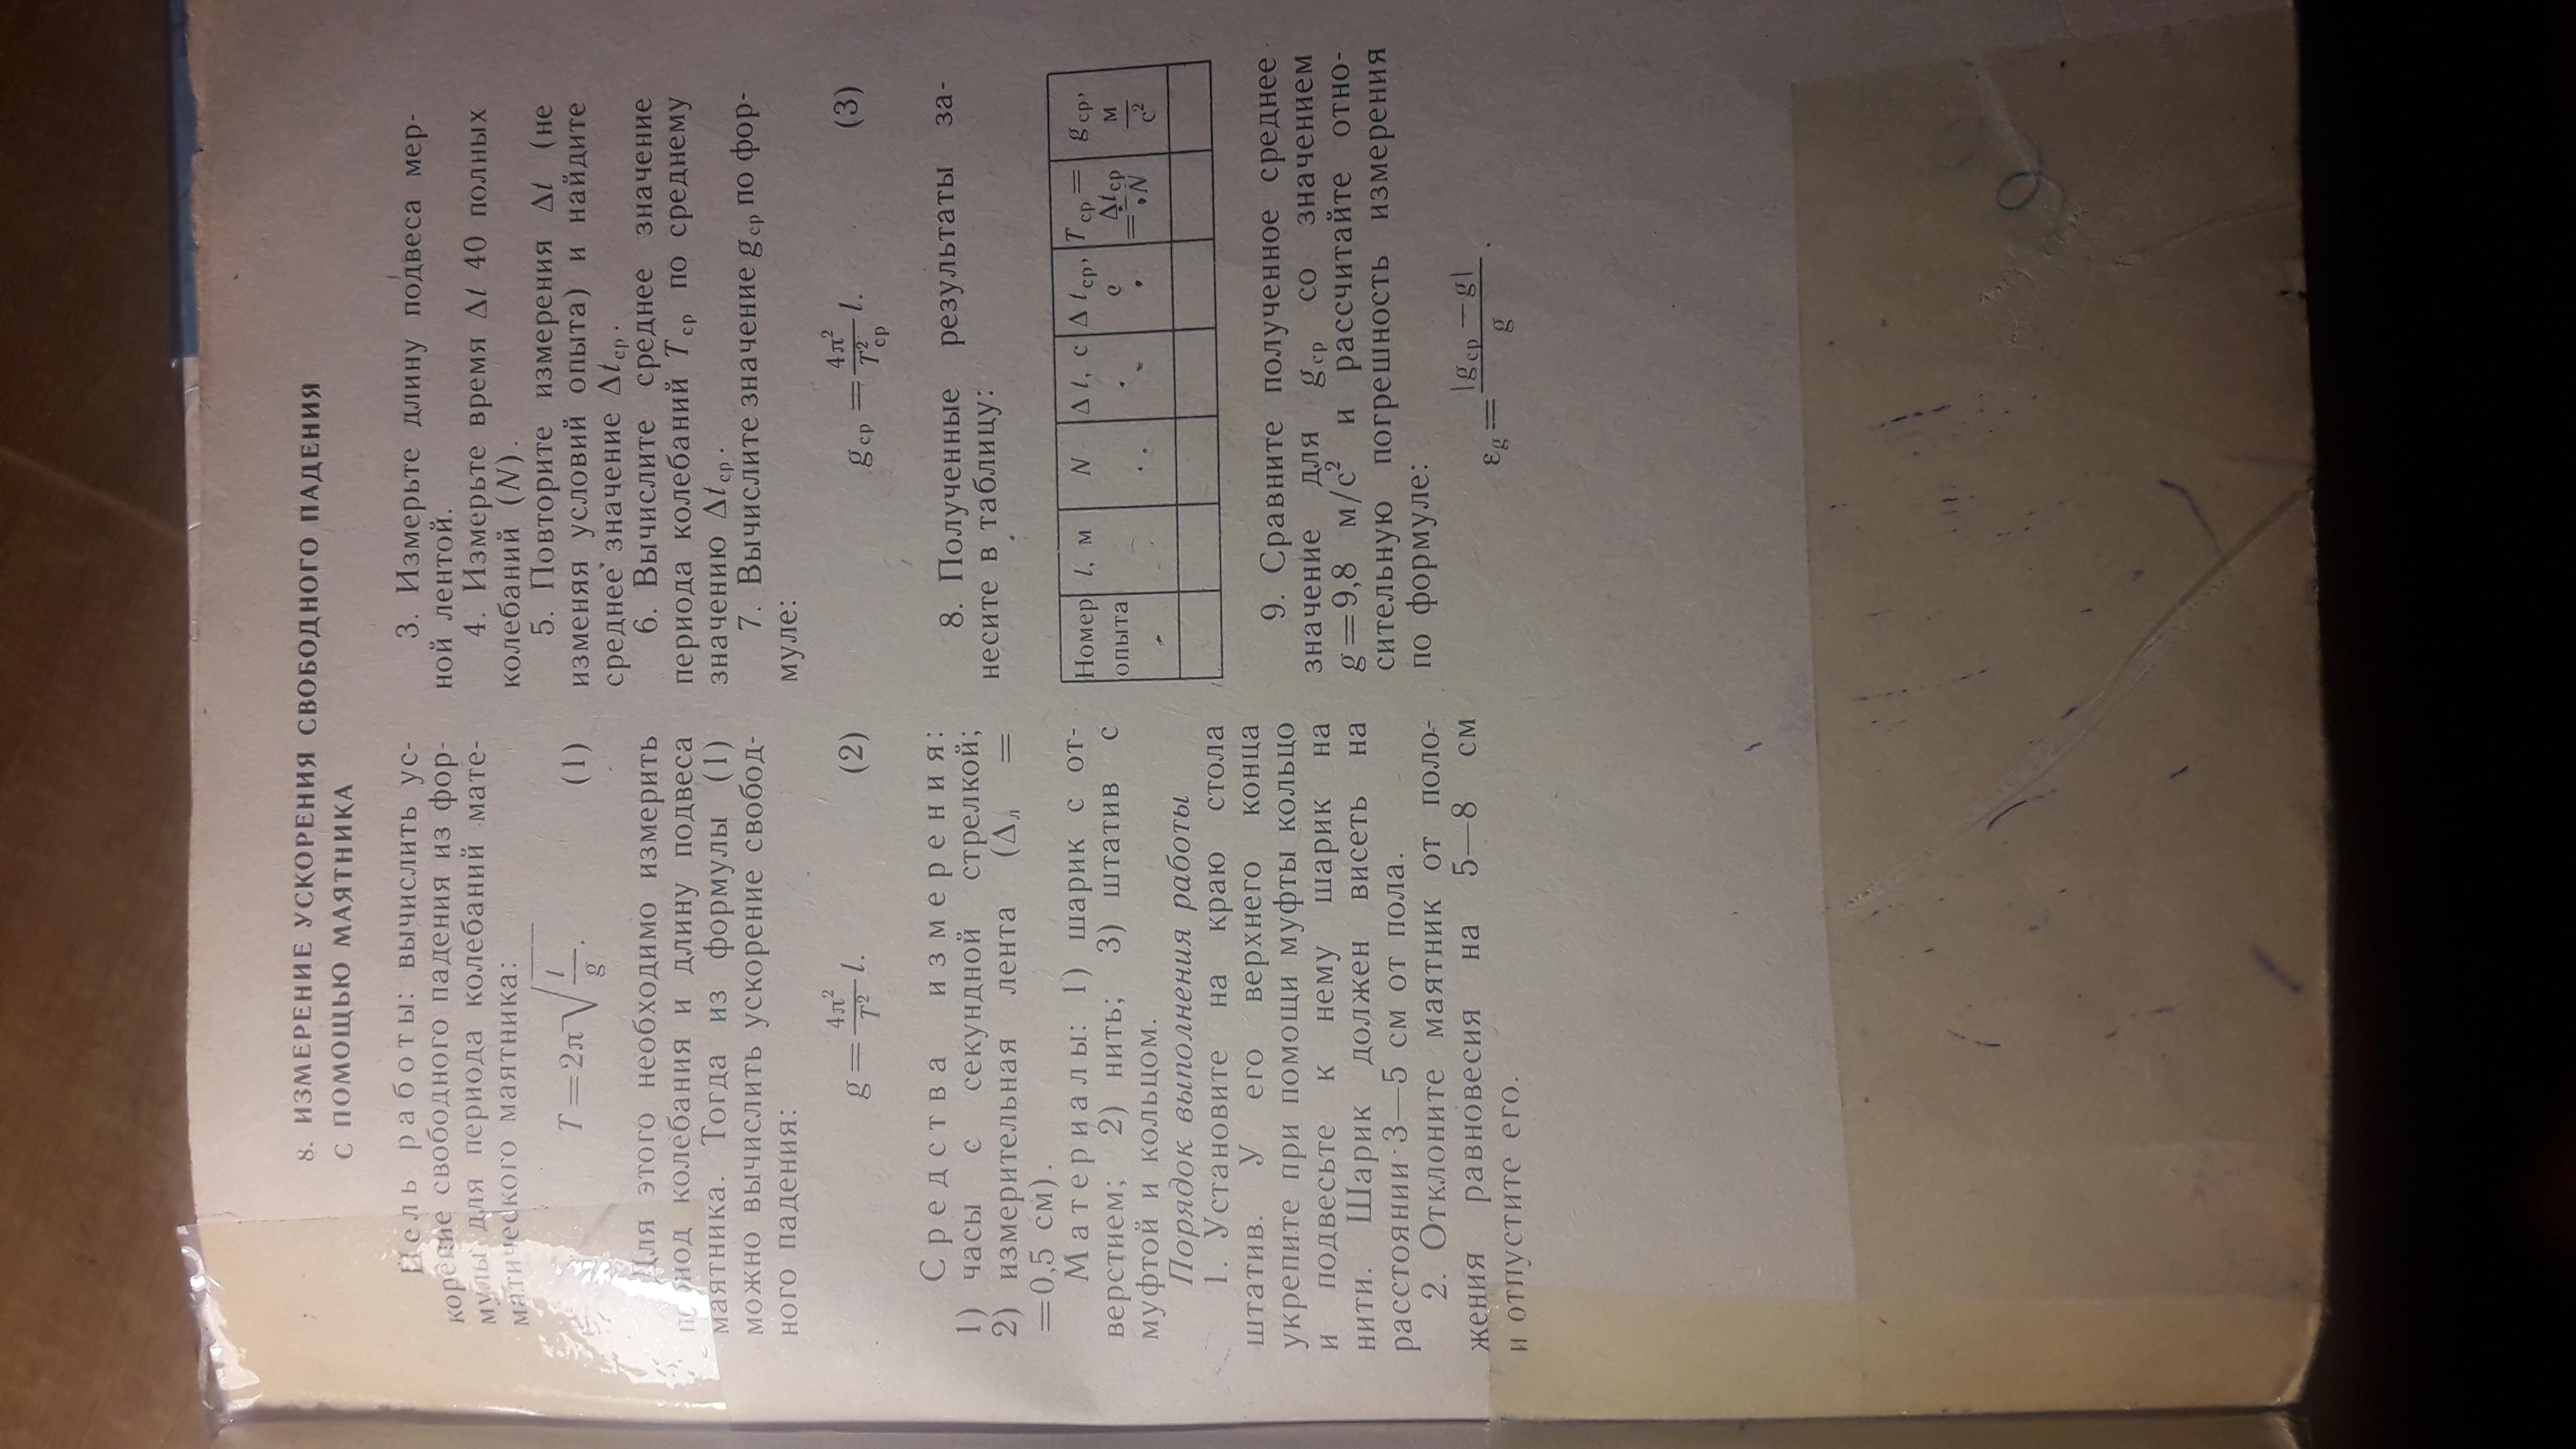 8. ИЗМЕРЕНИЕ УСКОРЕНИЯ СВОБОДНОГО ПАДЕНИЯ
С ПОМОЩЬЮ МАЯТНИКА
Цель работы: вычислить ус-
корение свободного падения из фор-
мулы для периода колебаний мате-
матического маятника:
T=2π√(l/g). (1)
Для этого необходимо измерить
период колебания и длину подвеса
маятника. Тогда из формулы (1)
можно вычислить ускорение свобод-
ного падения:
g=4π²/T² l. (2)
Средства измерения:
1) часы с секундной стрелкой;
2) измерительная лента (Δл =
=0,5 см).
Материалы: 1) шарик с от-
верстием; 2) нить; 3) штатив с
муфтой и кольцом.
Порядок выполнения работы
1. Установите на краю стола
штатив. У его верхнего конца
укрепите при помощи муфты кольцо
и подвесьте к нему шарик на
нити. Шарик должен висеть на
расстоянии 3—5 см от пола.
2. Отклоните маятник от поло-
жения равновесия на 5—8 см
и отпустите его.
3. Измерьте длину подвеса мер-
ной лентой.
4. Измерьте время Δt 40 полных
колебаний (N).
5. Повторите измерения Δt (не
изменяя условий опыта) и найдите
среднее значение Δtср.
6. Вычислите среднее значение
периода колебаний Tср по среднему
значению Δtср.
7. Вычислите значение gср по фор-
муле:
gср=4π²/T²ср l. (3)
8. Полученные результаты за-
несите в таблицу:
Номер опыта l, м N Δt, с Δtср, с Tср= =Δtср/N gср, м/с²
9. Сравните полученное среднее
значение для gср со значением
g=9,8 м/с² и рассчитайте отно-
сительную погрешность измерения
по формуле:
εg=|gср—g|/g.